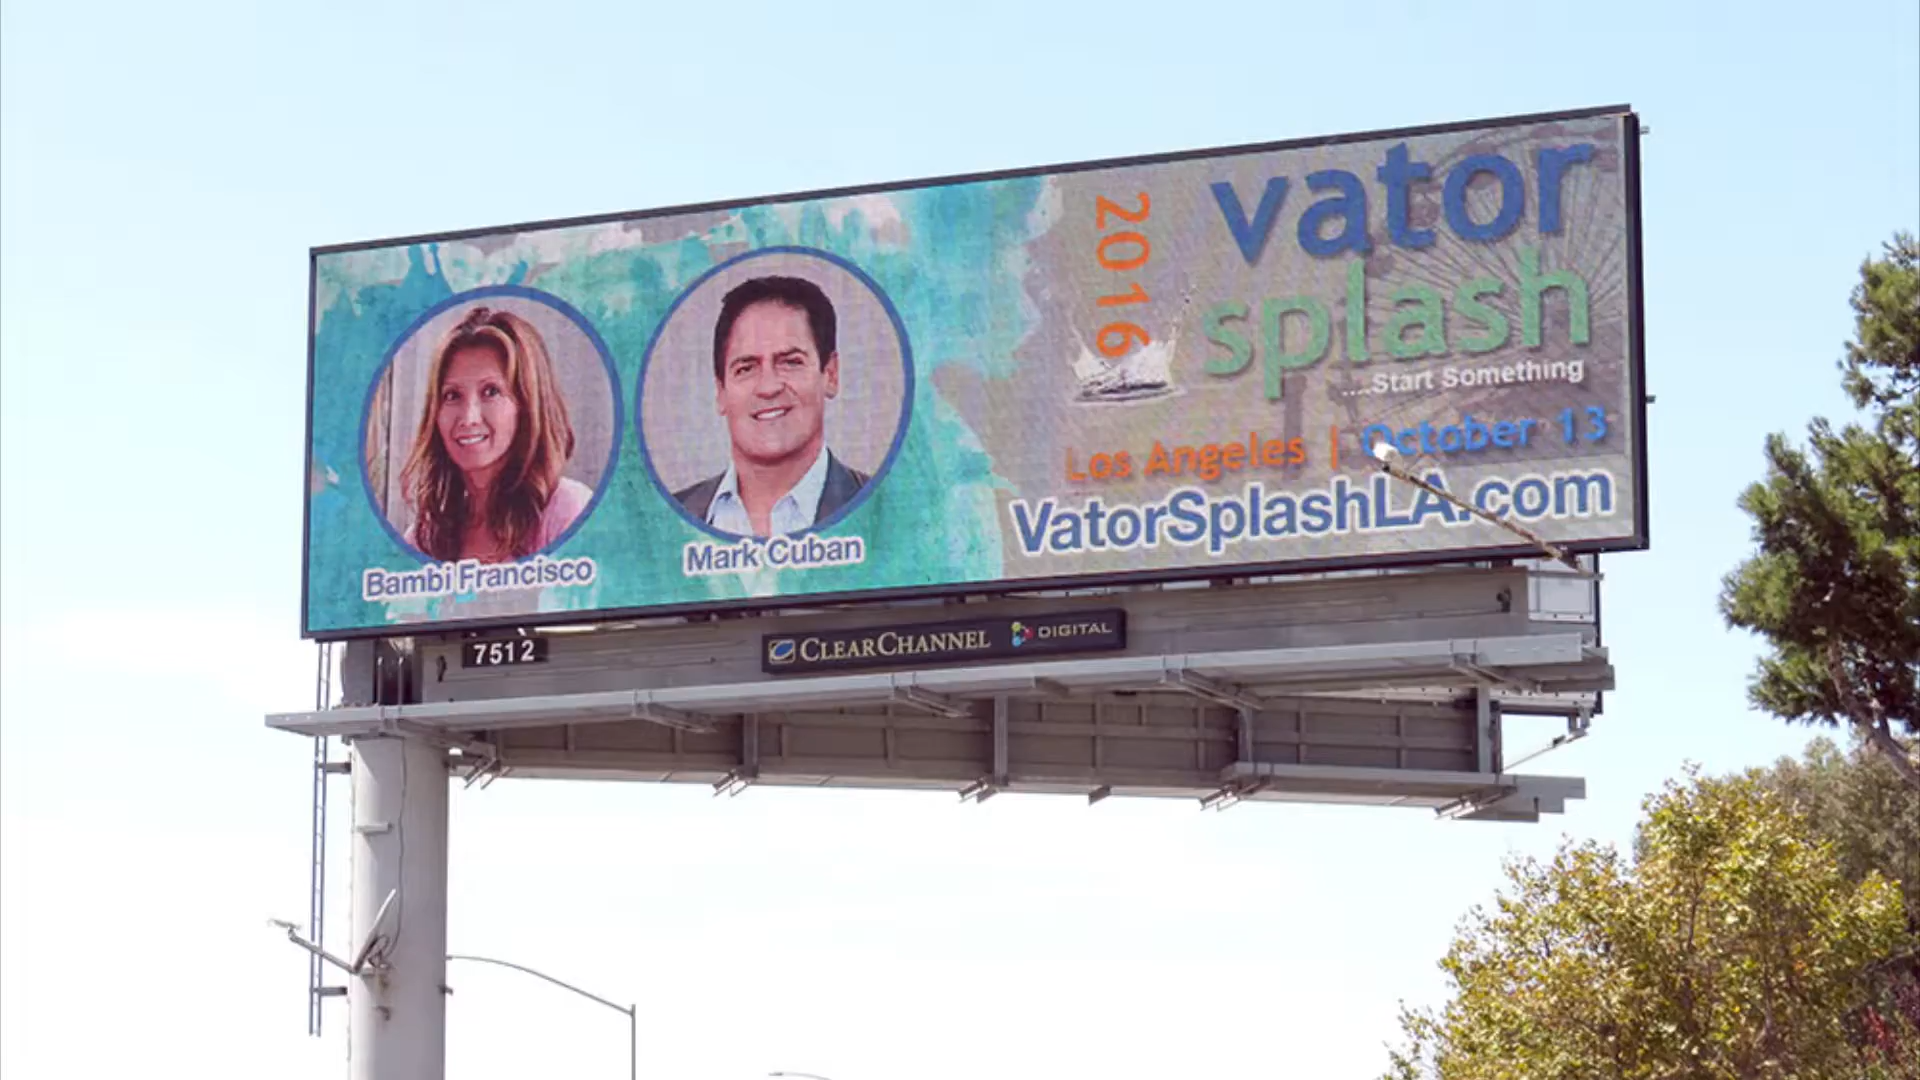 2016
vator
splash
....Start Something
Los Angeles | October 13
VatorSplashLA.com
Bambi Francisco
Mark Cuban
7512
CLEARCHANNEL DIGITAL